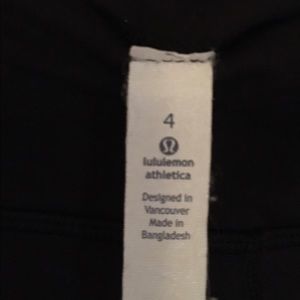 4
lululemon
athletica
Designed in
Vancouver
Made in
Bangladesh